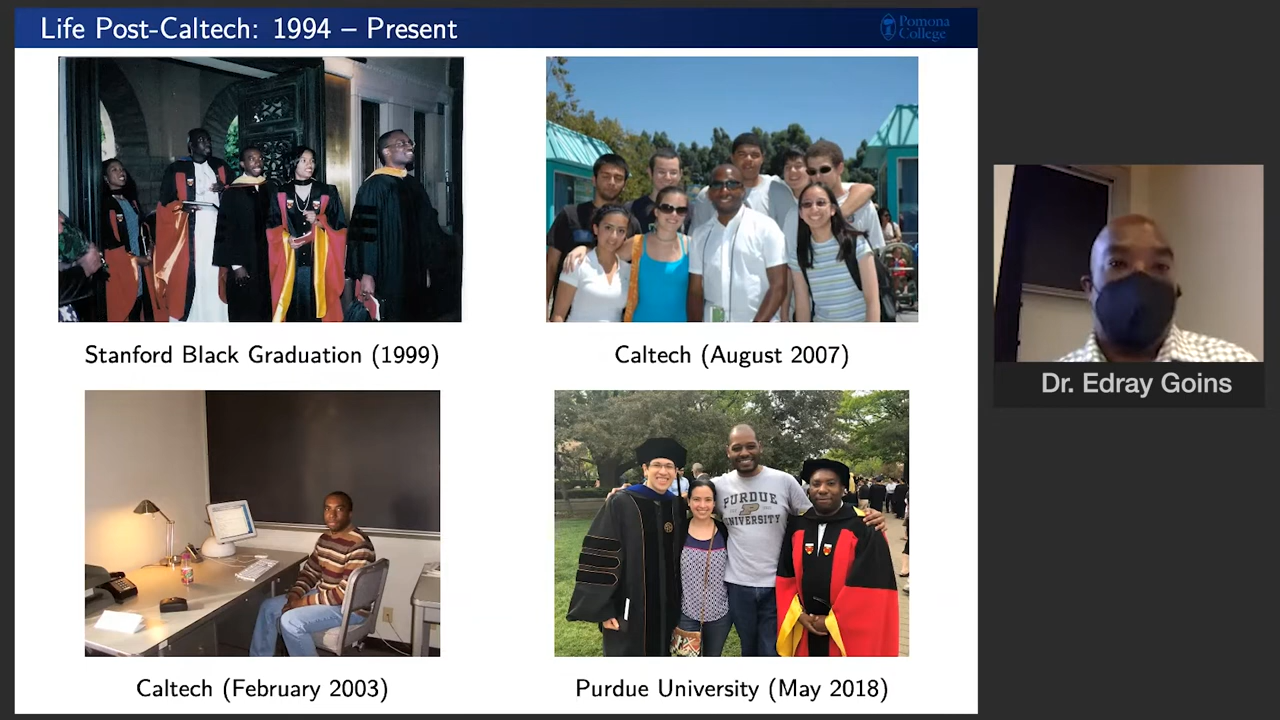 Life Post-Caltech: 1994 – Present
Pomona
College
Stanford Black Graduation (1999)
Caltech (August 2007)
PURDUE
P
UNIVERSITY
Caltech (February 2003)
Purdue University (May 2018)
Dr. Edray Goins